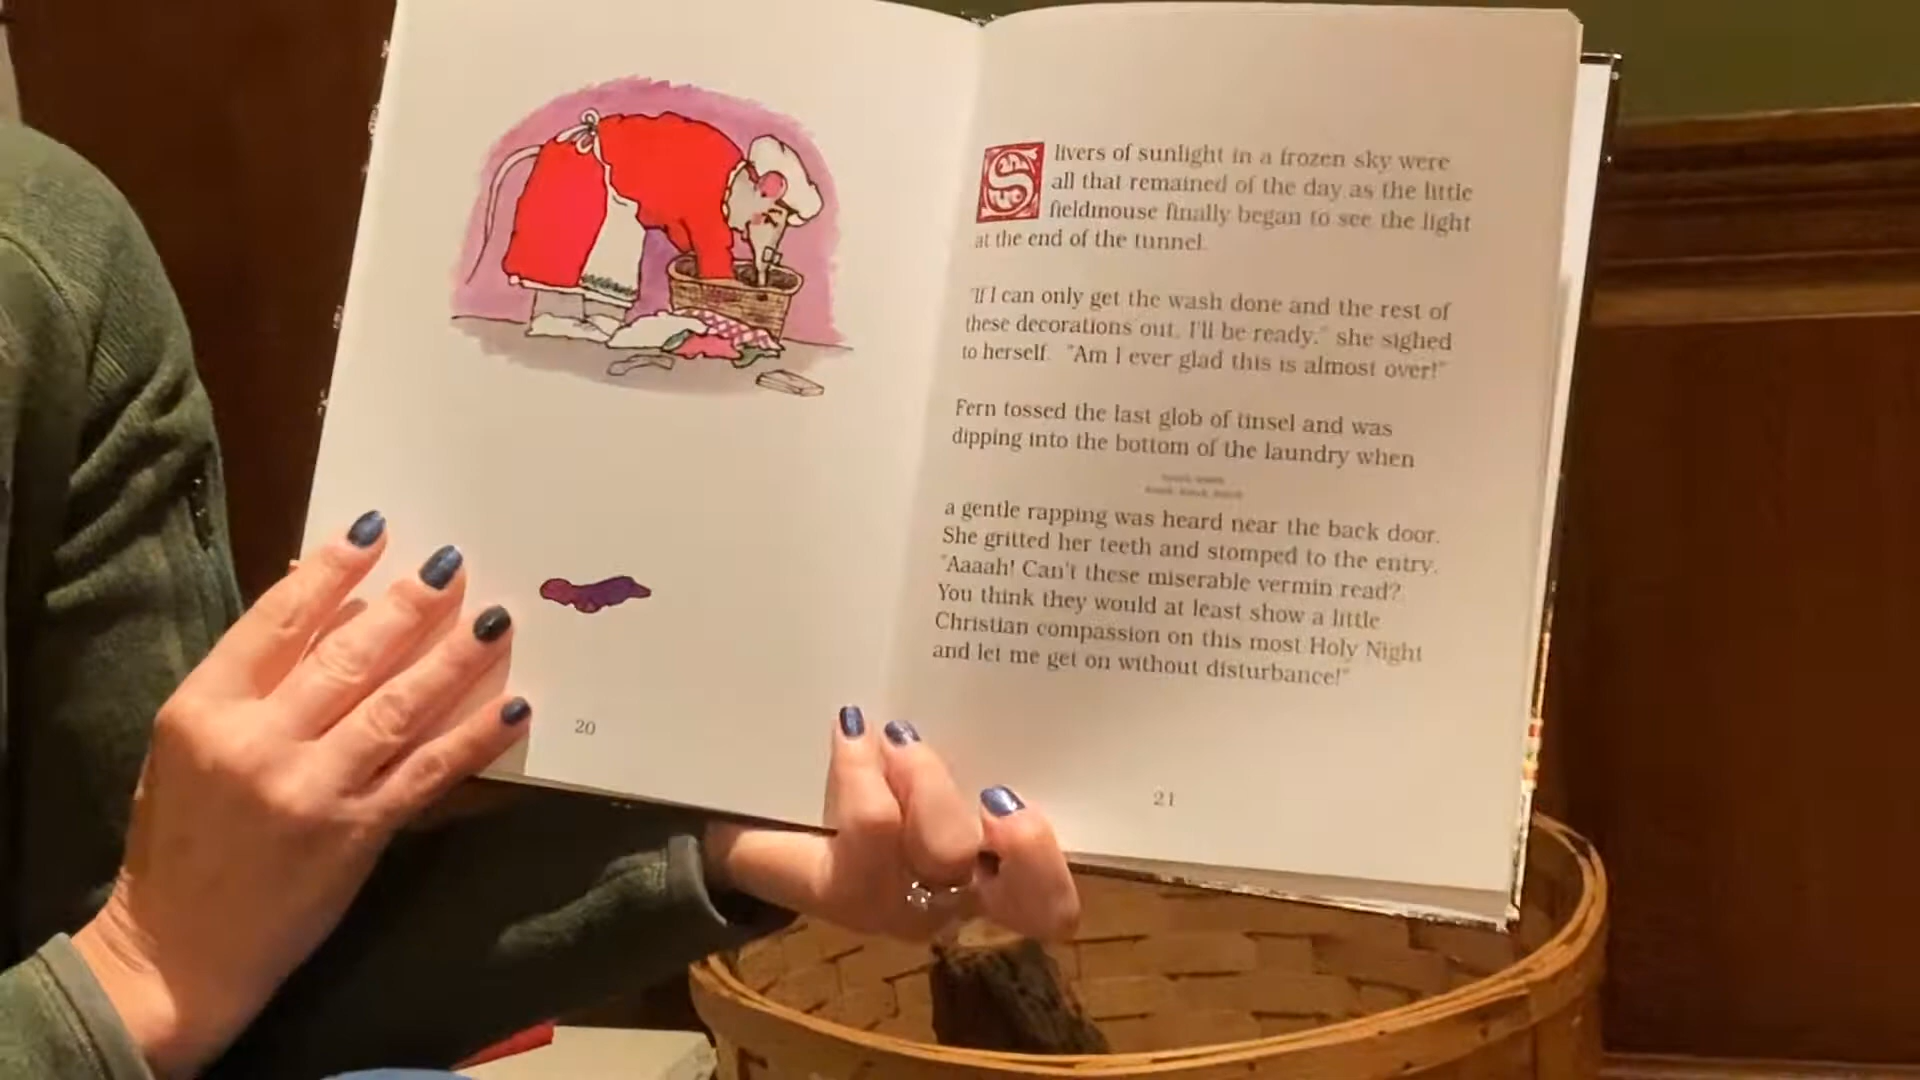 Slivers of sunlight in a frozen sky were
all that remained of the day as the little
fieldmouse finally began to see the light
at the end of the tunnel.
"If I can only get the wash done and the rest of
these decorations out, I'll be ready," she sighed
to herself. "Am I ever glad this is almost over!"
Fern tossed the last glob of tinsel and was
dipping into the bottom of the laundry when
a gentle rapping was heard near the back door.
She gritted her teeth and stomped to the entry.
"Aaaah! Can't these miserable vermin read?
You think they would at least show a little
Christian compassion on this most Holy Night
and let me get on without disturbance!"
20
21